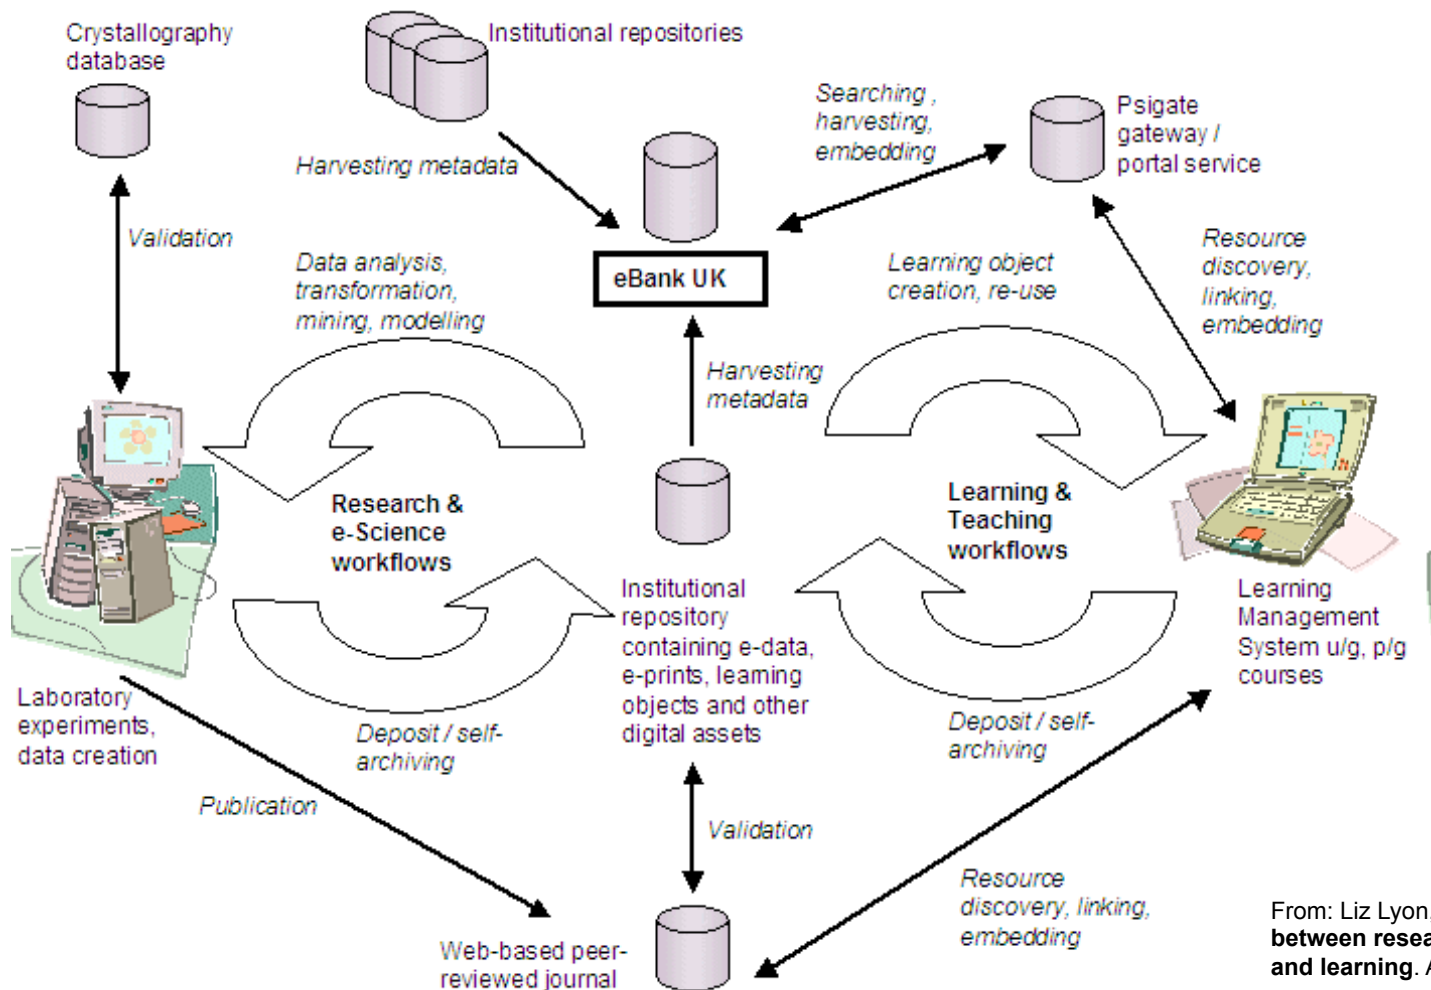 Crystallography
database
Institutional repositories
Searching ,
harvesting,
embedding
Psigate
gateway /
portal service
Harvesting metadata
Validation
Data analysis,
transformation,
mining, modelling
eBank UK
Learning object
creation, re-use
Resource
discovery,
linking,
embedding
Harvesting
metadata
Research &
e-Science
workflows
Learning &
Teaching
workflows
Institutional
repository
containing e-data,
e-prints, learning
objects and other
digital assets
Learning
Management
System u/g, p/g
courses
Laboratory
experiments,
data creation
Deposit / self-
archiving
Deposit / self-
archiving
Publication
Validation
Resource
discovery, linking,
embedding
Web-based peer-
reviewed journal
From: Liz Lyon,
between resea
and learning. A